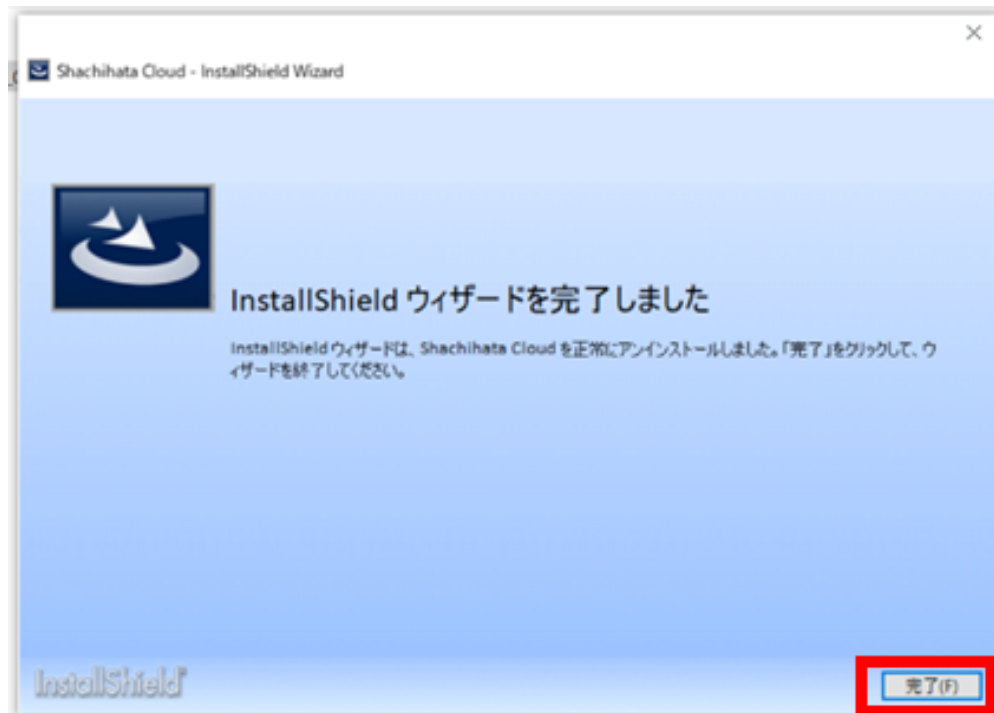 Shachihata Cloud - InstallShield Wizard
InstallShield ウィザードを完了しました
InstallShield ウィザードは、Shachihata Cloud を正常にアンインストールしました。「完了」をクリックして、ウ
ィザードを終了してください。
InstallShield
完了(F)